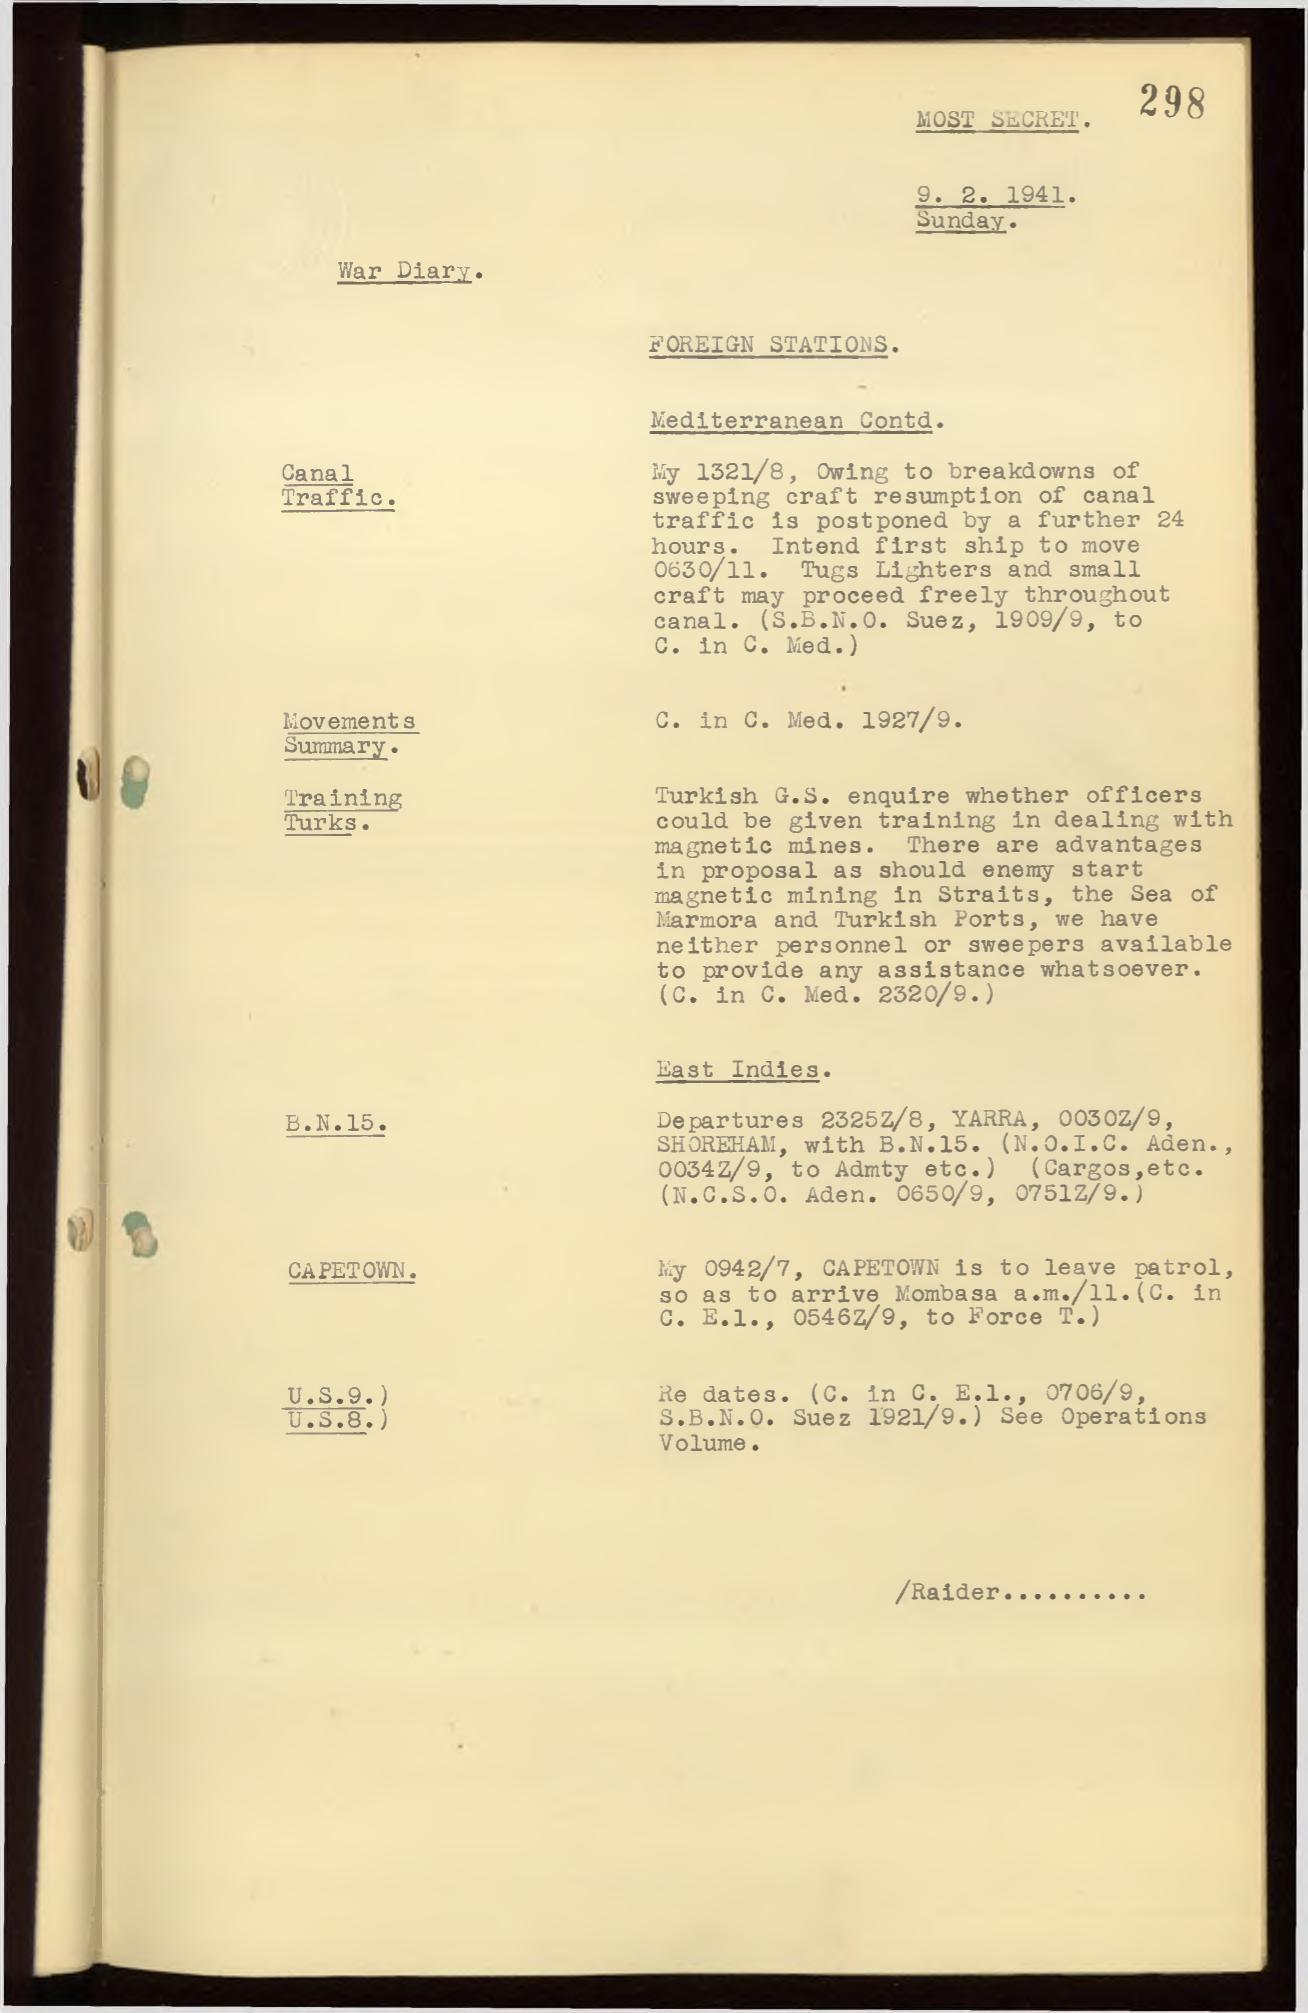 298
MOST SECRET.
9. 2. 1941.
Sunday.
War Diary.
FOREIGN STATIONS.
Mediterranean Contd.
Canal
Traffic.
My 1321/8, Owing to breakdowns of
sweeping craft resumption of canal
traffic is postponed by a further 24
hours. Intend first ship to move
0630/11. Tugs Lighters and small
craft may proceed freely throughout
canal. (S.B.N.O. Suez, 1909/9, to
C. in C. Med.)
Movements
Summary.
C. in C. Med. 1927/9.
Training
Turks.
Turkish G.S. enquire whether officers
could be given training in dealing with
magnetic mines. There are advantages
in proposal as should enemy start
magnetic mining in Straits, the Sea of
Marmora and Turkish Ports, we have
neither personnel or sweepers available
to provide any assistance whatsoever.
(C. in C. Med. 2320/9.)
East Indies.
B.N.15.
Departures 2325Z/8, YARRA, 0030Z/9,
SHOREHAM, with B.N.15. (N.O.I.C. Aden.,
0034Z/9, to Admty etc.) (Cargos,etc.
(N.C.S.O. Aden. 0650/9, 0751Z/9.)
CAPETOWN.
My 0942/7, CAPETOWN is to leave patrol,
so as to arrive Mombasa a.m./11.(C. in
C. E.1., 0546Z/9, to Force T.)
U.S.9.)
U.S.8.)
Re dates. (C. in C. E.1., 0706/9,
S.B.N.O. Suez 1921/9.) See Operations
Volume.
/Raider..........